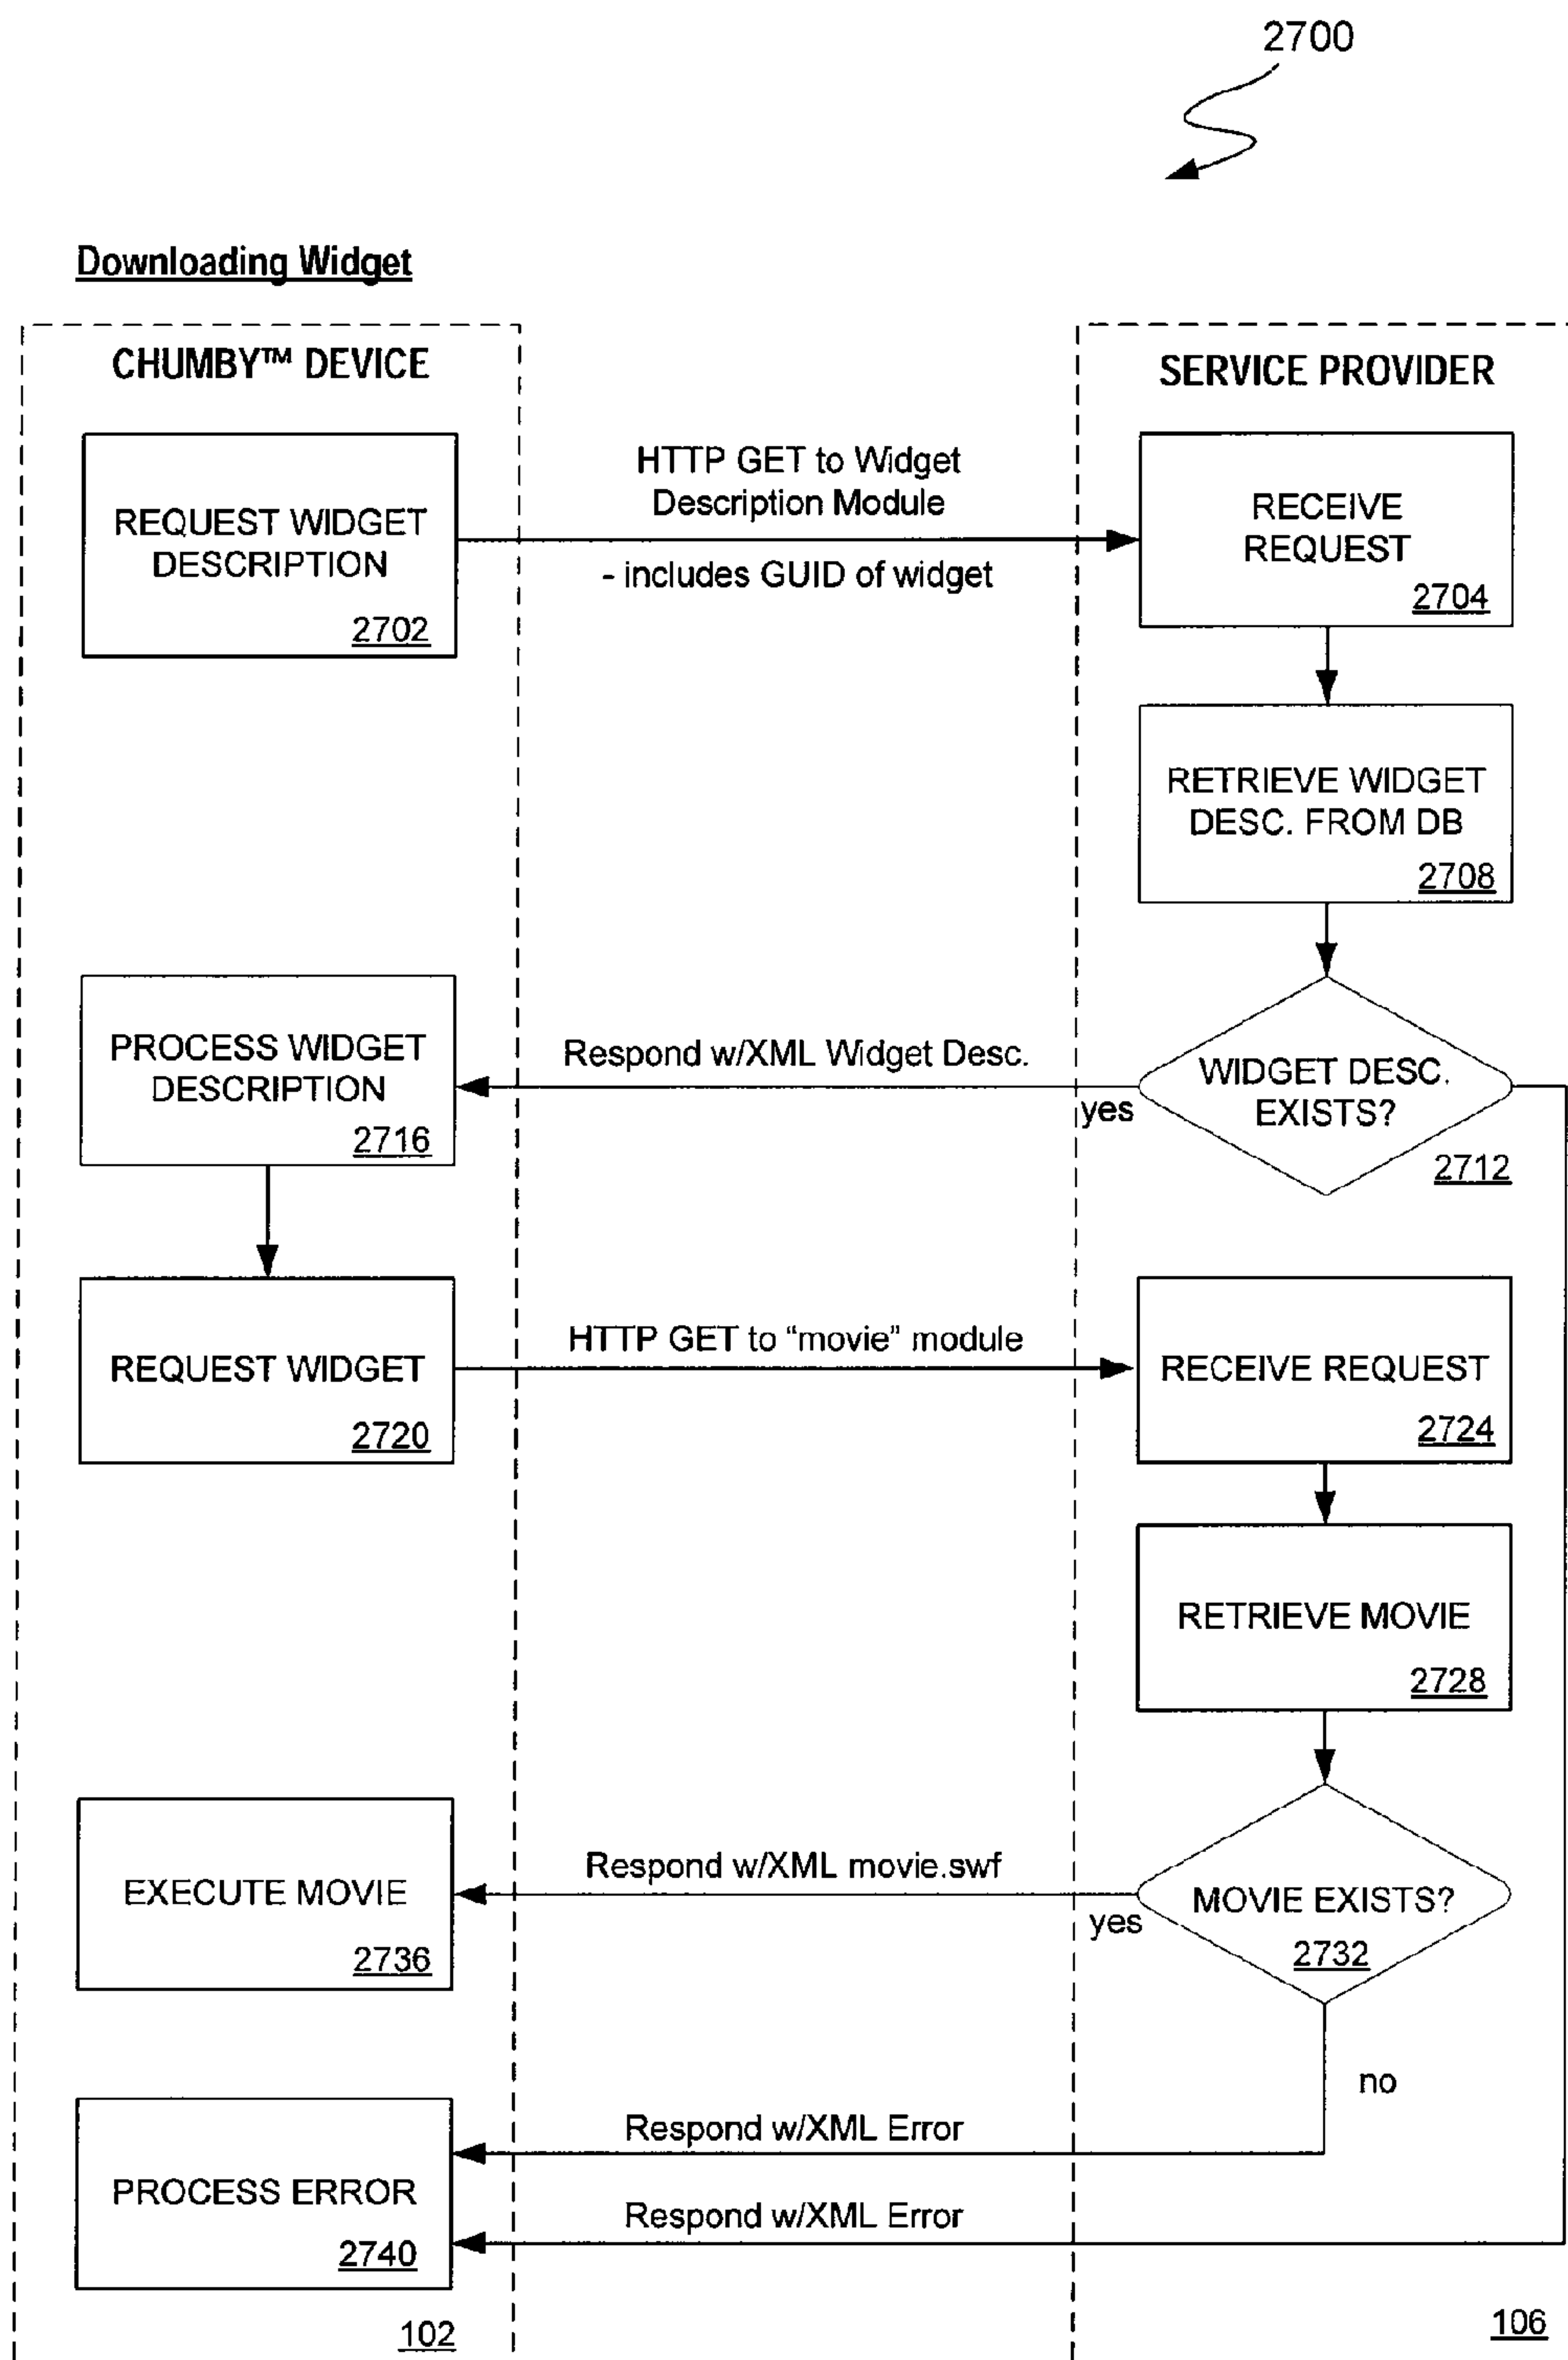 2700
Downloading Widget
CHUMBY™ DEVICE
SERVICE PROVIDER
REQUEST WIDGET
DESCRIPTION
2702
HTTP GET to Widget
Description Module
- includes GUID of widget
RECEIVE
REQUEST
2704
RETRIEVE WIDGET
DESC. FROM DB
2708
WIDGET DESC.
EXISTS?
2712
yes
Respond w/XML Widget Desc.
PROCESS WIDGET
DESCRIPTION
2716
REQUEST WIDGET
2720
HTTP GET to “movie” module
RECEIVE REQUEST
2724
RETRIEVE MOVIE
2728
MOVIE EXISTS?
2732
yes
Respond w/XML movie.swf
EXECUTE MOVIE
2736
no
Respond w/XML Error
Respond w/XML Error
PROCESS ERROR
2740
102
106